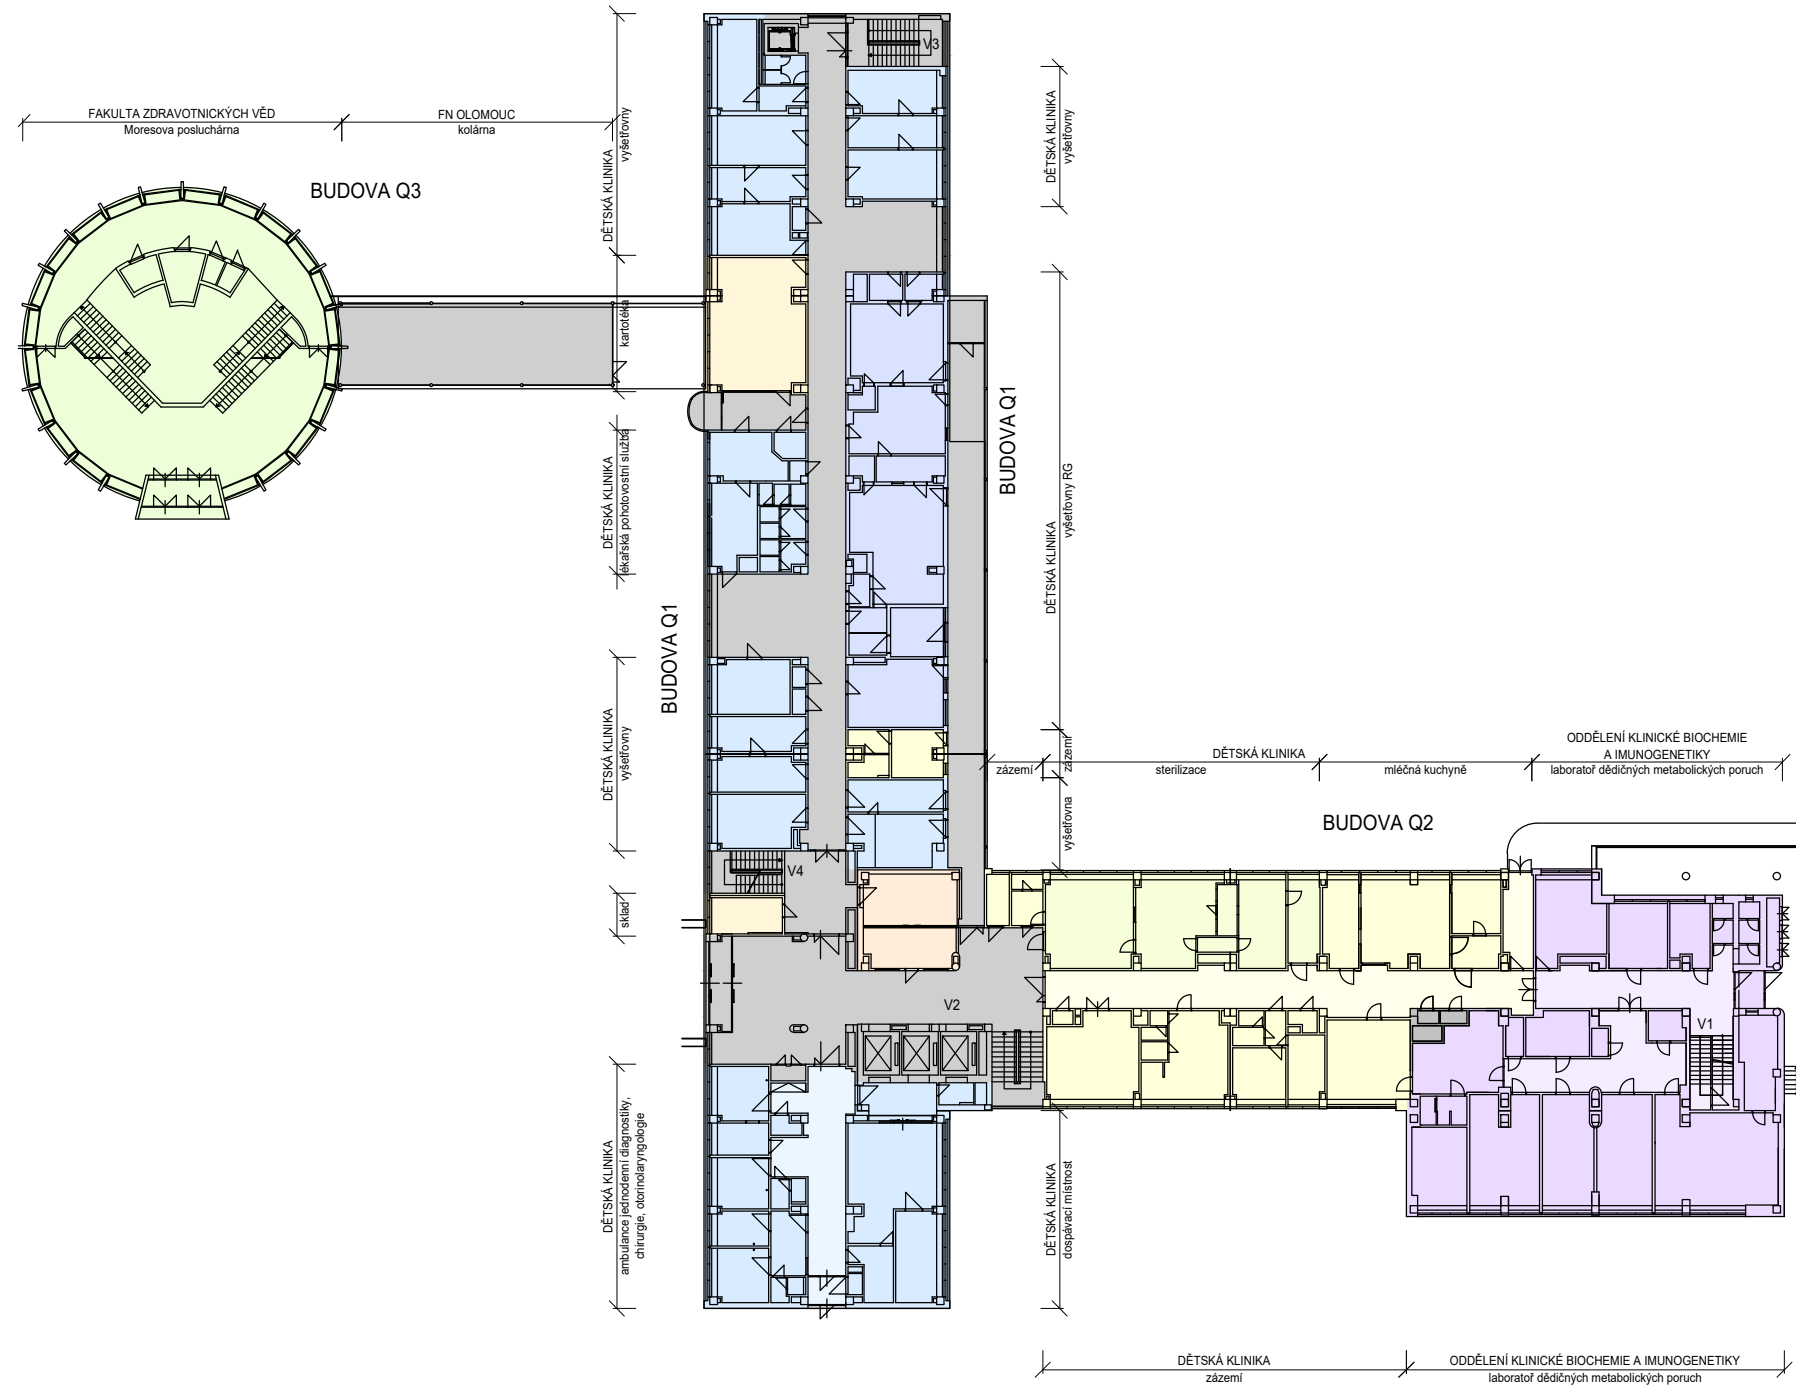 FAKULTA ZDRAVOTNICKÝCH VĚD
Moresova posluchárna
FN OLOMOUC
kolárna
BUDOVA Q3
DĚTSKÁ KLINIKA
vyšetřovny
kartotéka
DĚTSKÁ KLINIKA
lékařská pohotovostní služba
BUDOVA Q1
DĚTSKÁ KLINIKA
vyšetřovny
sklad
DĚTSKÁ KLINIKA
ambulance jednodenní diagnostiky,
chirurgie, otorinolaryngologie
V3
V4
V2
V1
DĚTSKÁ KLINIKA
vyšetřovny
BUDOVA Q1
DĚTSKÁ KLINIKA
vyšetřovny RG
zázemí
vyšetřovna
DĚTSKÁ KLINIKA
dospávací místnost
zázemí
DĚTSKÁ KLINIKA
sterilizace
mléčná kuchyně
ODDĚLENÍ KLINICKÉ BIOCHEMIE
A IMUNOGENETIKY
laboratoř dědičných metabolických poruch
BUDOVA Q2
DĚTSKÁ KLINIKA
zázemí
ODDĚLENÍ KLINICKÉ BIOCHEMIE A IMUNOGENETIKY
laboratoř dědičných metabolických poruch